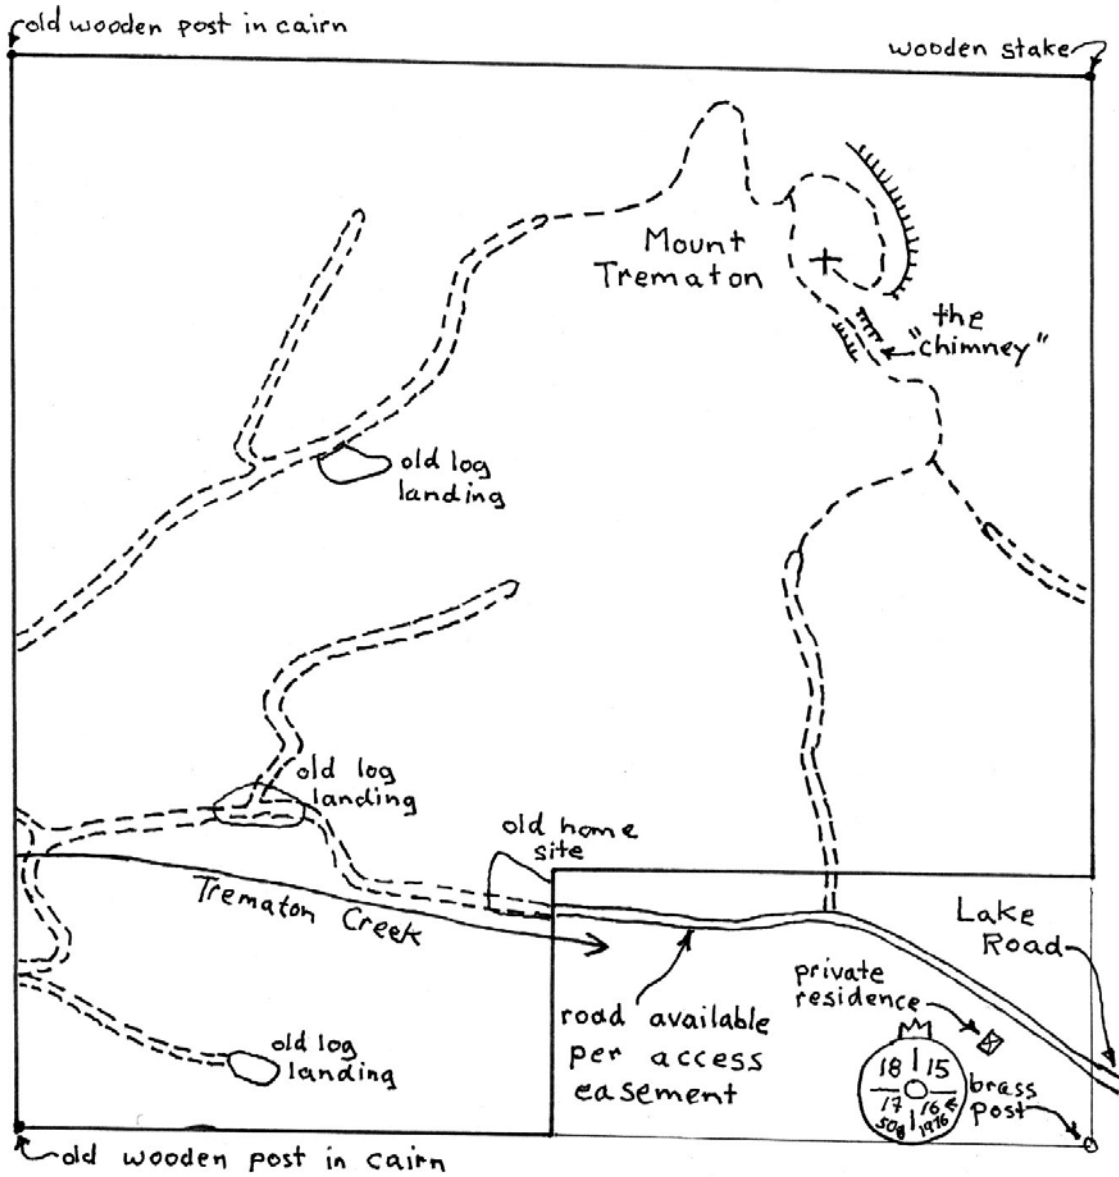 old wooden post in cairn
wooden stake
Mount
Trematon
"the
chimney"
old log
landing
old log
landing
old home
site
Trematon Creek
Lake
Road
private
residence
road available
per access
easement
18 15
17 16
508 1976
brass
post
old log
landing
old wooden post in cairn